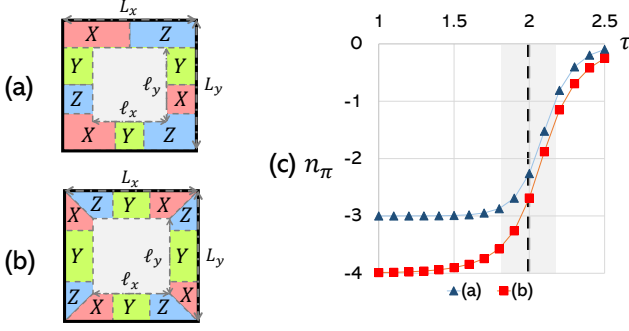 L_x
X Z
Y Y
(a) ℓ_y L_y
Z X
ℓ_x
X Y Z
L_x
X Z Y X Z
(b) Y ℓ_y Y L_y
ℓ_x
Z X Y Z X
1 1.5 2 2.5 τ
0
-1
-2
(c) n_π
-3
-4
(a) (b)